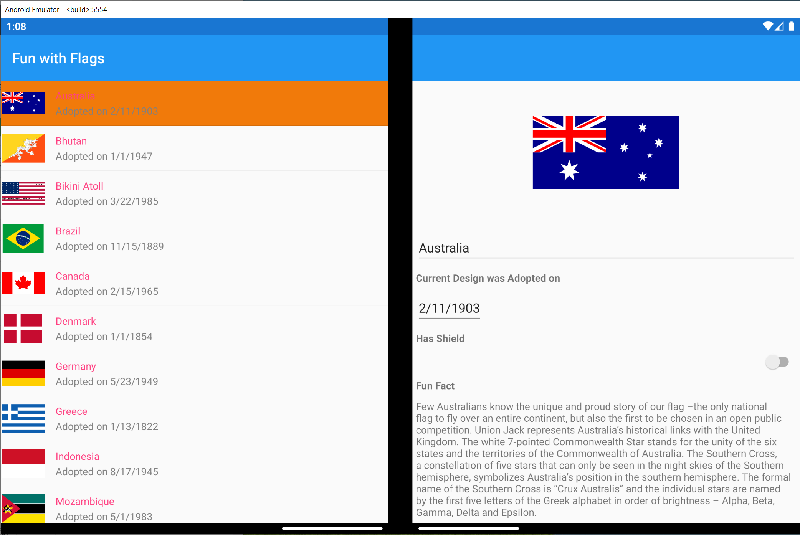 Android Emulator - 5554
1:08
Fun with Flags
Australia
Adopted on 2/11/1903
Bhutan
Adopted on 1/1/1947
Bikini Atoll
Adopted on 3/22/1985
Brazil
Adopted on 11/15/1889
Canada
Adopted on 2/15/1965
Denmark
Adopted on 1/1/1854
Germany
Adopted on 5/23/1949
Greece
Adopted on 1/13/1822
Indonesia
Adopted on 8/17/1945
Mozambique
Adopted on 5/1/1983
Australia
Current Design was Adopted on
2/11/1903
Has Shield
Fun Fact
Few Australians know the unique and proud story of our flag –the only national
flag to fly over an entire continent, but also the first to be chosen in an open public
competition. Union Jack represents Australia's historical links with the United
Kingdom. The white 7-pointed Commonwealth Star stands for the unity of the six
states and the territories of the Commonwealth of Australia. The Southern Cross,
a constellation of five stars that can only be seen in the night skies of the Southern
hemisphere, symbolizes Australia's position in the southern hemisphere. The formal
name of the Southern Cross is "Crux Australis" and the individual stars are named
by the first five letters of the Greek alphabet in order of brightness – Alpha, Beta,
Gamma, Delta and Epsilon.